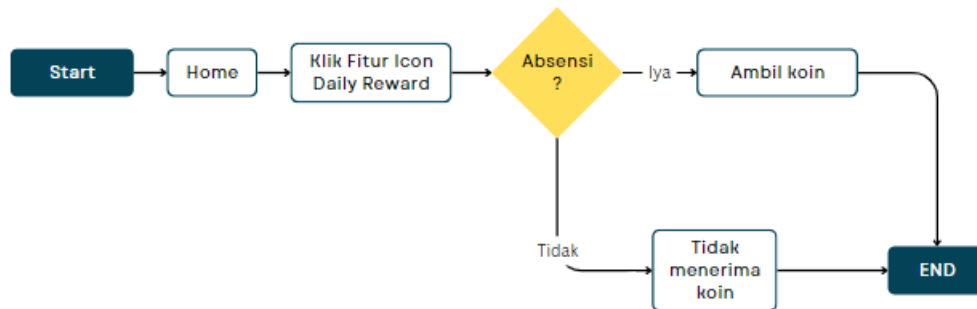 Start
Home
Klik Fitur Icon
Daily Reward
Absensi
?
Iya
Ambil koin
Tidak
Tidak
menerima
koin
END